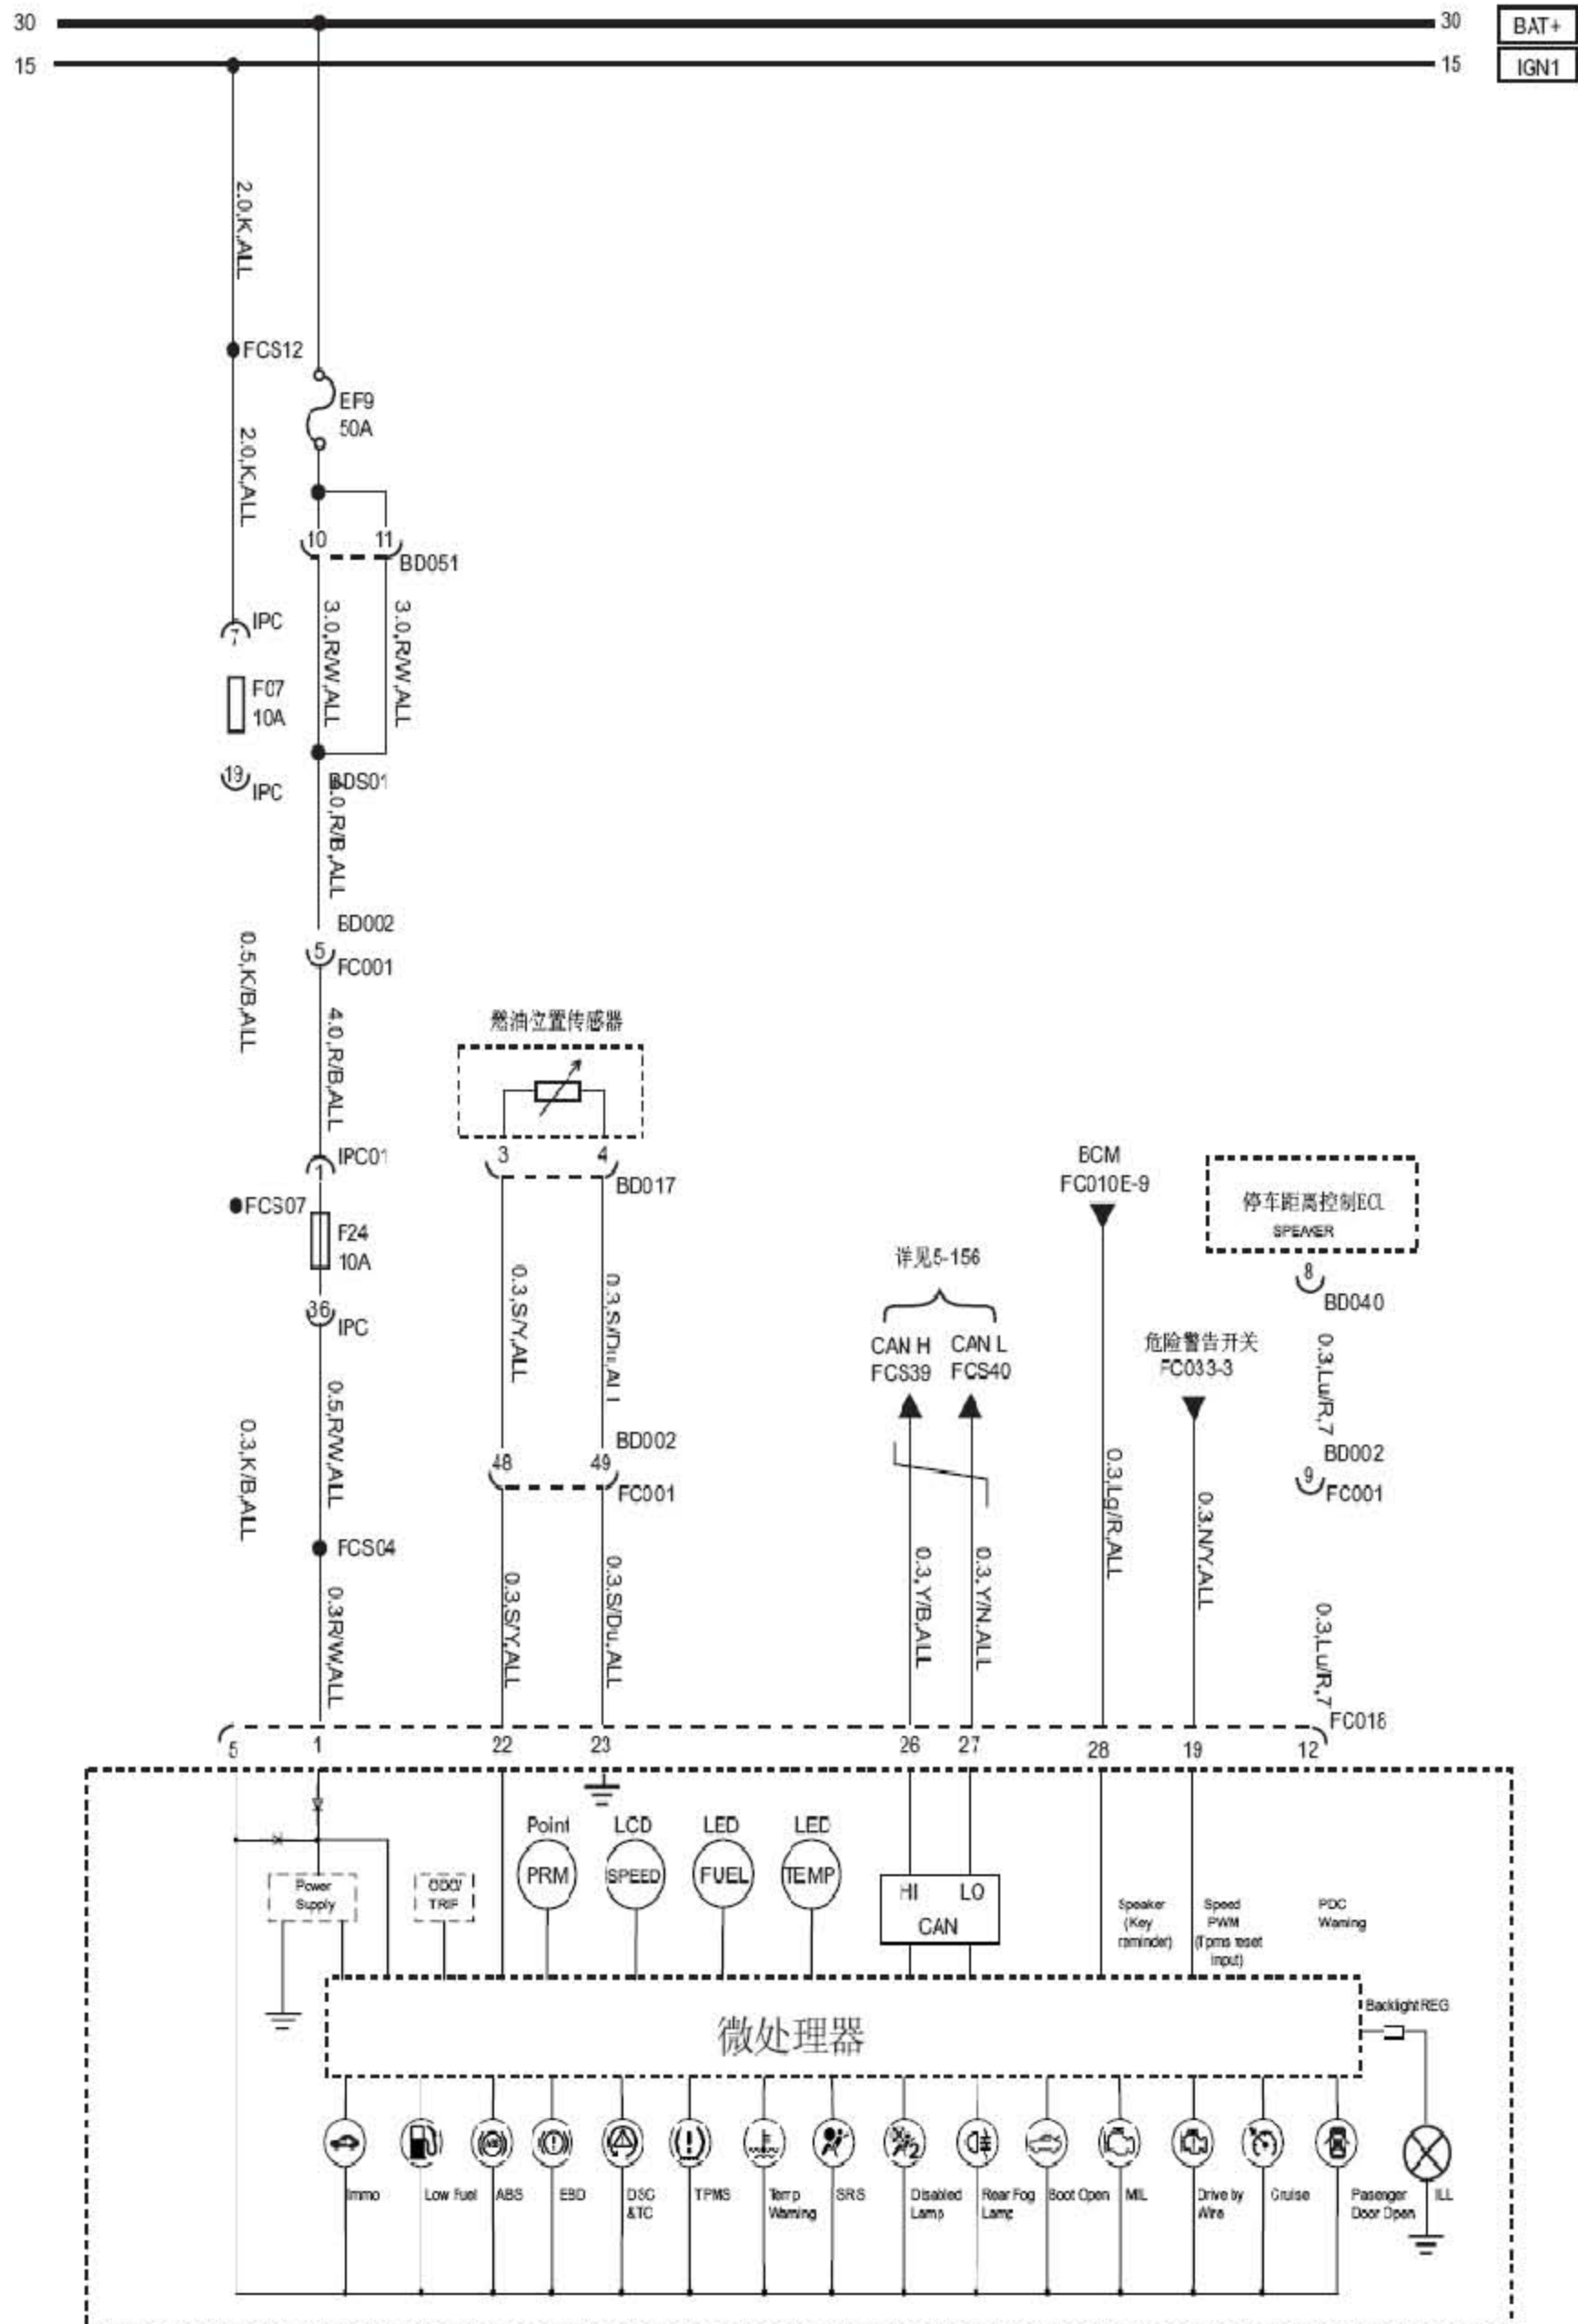 30
30
BAT+
15
15
IGN1
2.0,K,ALL
FCS12
EF9
50A
2.0,K,ALL
10
11
BD051
7
IPC
3.0,R/W,ALL
3.0,R/W,ALL
F07
10A
19
IPC
BDS01
.0,R/B,ALL
BD002
5
FC001
0.5,K/B,ALL
4.0,R/B,ALL
燃油位置传感器
IPC01
1
FCS07
F24
10A
36
IPC
3
4
BD017
BCM
FC010E-9
停车距离控制ECL
SPEAKER
8
BD040
详见5-156
CAN H
FCS39
CAN L
FCS40
危险警告开关
FC033-3
0.3,S/Y,ALL
0.3,S/Du,ALL
0.3,Lu/R,7
0.3,K/B,ALL
0.5,R/W,ALL
BD002
48
49
FC001
BD002
9
FC001
0.3,Lg/R,ALL
0.3,N/Y,ALL
FCS04
0.3R/W,ALL
0.3,S/Y,ALL
0.3,S/Du,ALL
0.3,Y/B,ALL
0.3,Y/N,ALL
0.3,Lu/R,7
FC018
5
1
22
23
26
27
28
19
12
Point
PRM
LCD
SPEED
LED
FUEL
LED
TEMP
Power
Supply
ODO/
TRIP
HI
LO
CAN
Speaker
(Key
reminder)
Speed
PWM
(Tpms reset
input)
PDC
Warning
微处理器
Backlight REG
Immo
Low Fuel
ABS
EBD
DSC
&TC
TPMS
Temp
Warning
SRS
Disabled
Lamp
Rear Fog
Lamp
Boot Open
MIL
Drive by
Wire
Cruise
Pasenger
Door Open
ILL